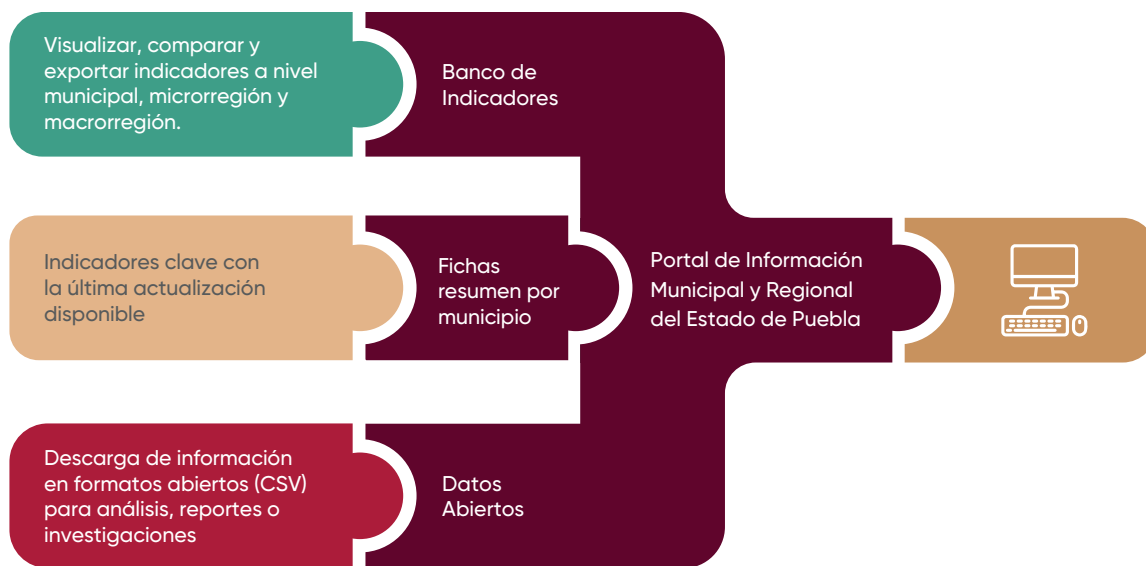 Visualizar, comparar y
exportar indicadores a nivel
municipal, microrregión y
macrorregión.
Banco de
Indicadores
Indicadores clave con
la última actualización
disponible
Fichas
resumen por
municipio
Portal de Información
Municipal y Regional
del Estado de Puebla
Descarga de información
en formatos abiertos (CSV)
para análisis, reportes o
investigaciones
Datos
Abiertos